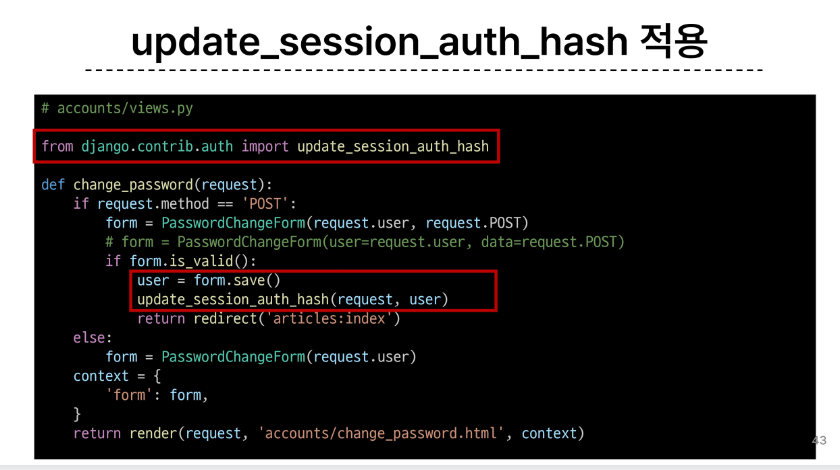 update_session_auth_hash 적용
# accounts/views.py
from django.contrib.auth import update_session_auth_hash
def change_password(request):
if request.method == 'POST':
form = PasswordChangeForm(request.user, request.POST)
# form = PasswordChangeForm(user=request.user, data=request.POST)
if form.is_valid():
user = form.save()
update_session_auth_hash(request, user)
return redirect('articles:index')
else:
form = PasswordChangeForm(request.user)
context = {
'form': form,
}
return render(request, 'accounts/change_password.html', context)
43